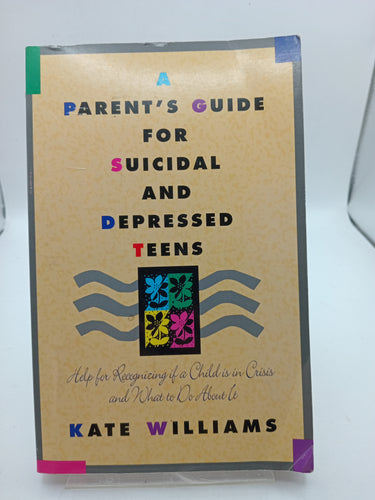 A
PARENT'S GUIDE
FOR
SUICIDAL
AND
DEPRESSED
TEENS
Help for Recognizing if a Child is in Crisis
and What to Do About It
KATE WILLIAMS